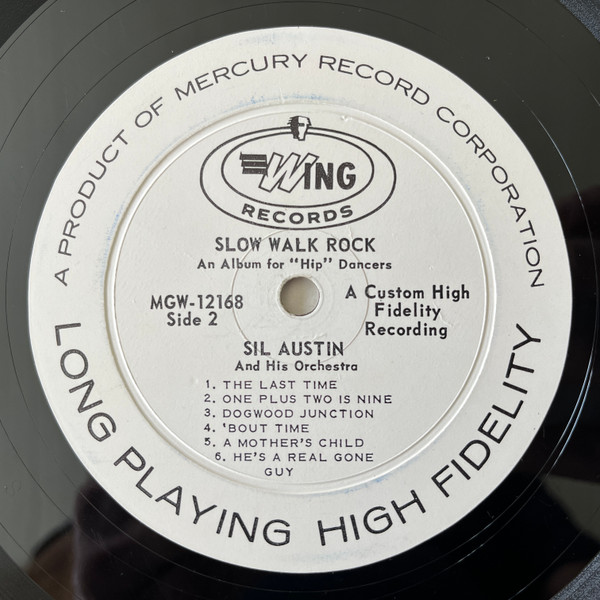 A PRODUCT OF MERCURY RECORD CORPORATION
WING
RECORDS
SLOW WALK ROCK
An Album for "Hip" Dancers
MGW-12168
Side 2
A Custom High
Fidelity
Recording
SIL AUSTIN
And His Orchestra
1. THE LAST TIME
2. ONE PLUS TWO IS NINE
3. DOGWOOD JUNCTION
4. 'BOUT TIME
5. A MOTHER'S CHILD
6. HE'S A REAL GONE
GUY
LONG PLAYING HIGH FIDELITY